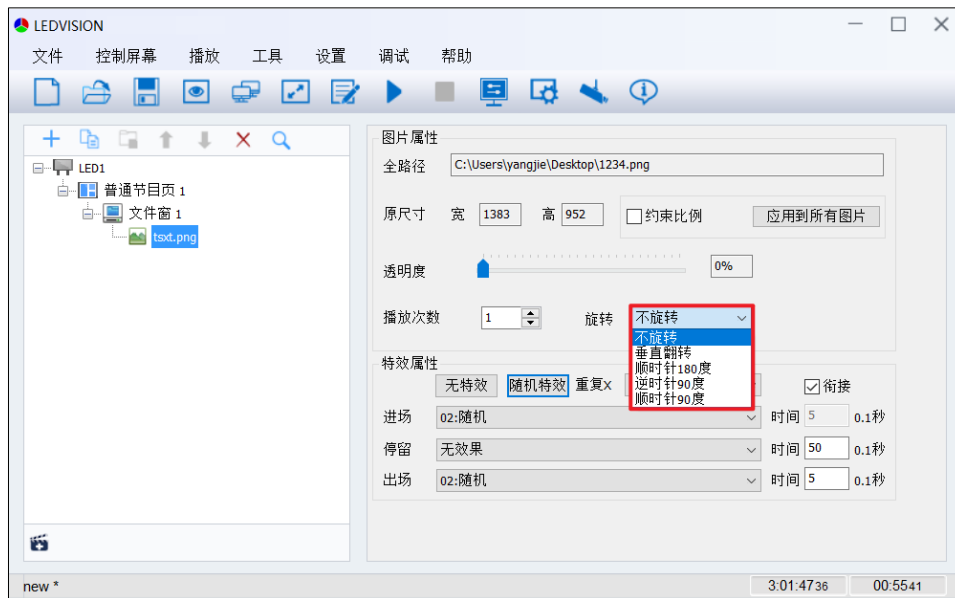 LEDVISION
文件 控制屏幕 播放 工具 设置 调试 帮助
LED1
普通节目页 1
文件窗 1
tsxt.png
图片属性
全路径 C:\Users\yangjie\Desktop\1234.png
原尺寸 宽 1383 高 952 约束比例 应用到所有图片
透明度 0%
播放次数 1 旋转 不旋转
不旋转
垂直翻转
顺时针180度
逆时针90度
顺时针90度
特效属性
无特效 随机特效 重复X 衔接
进场 02:随机 时间 5 0.1秒
停留 无效果 时间 50 0.1秒
出场 02:随机 时间 5 0.1秒
new * 3:01:4736 00:5541